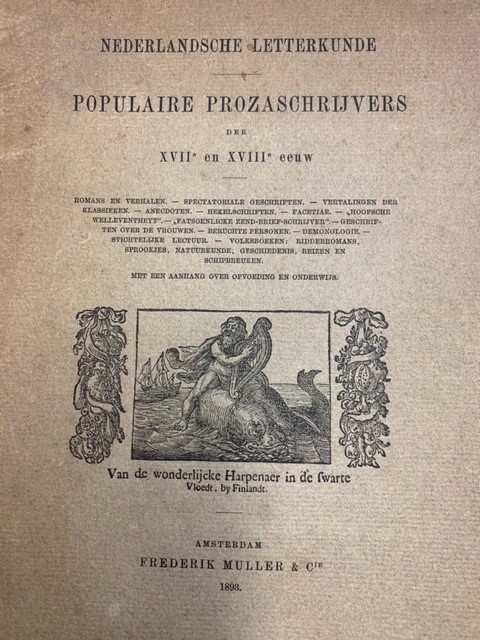 NEDERLANDSCHE LETTERKUNDE
POPULAIRE PROZASCHRIJVERS
DER
XVIIe en XVIIIe eeuw
ROMANS EN VERHALEN. — SPECTATORIALE GESCHRIFTEN. — VERTALINGEN DER
KLASSIEKEN. — ANECDOTEN. — HEKELSCHRIFTEN. — FACETIAE. — „HOOFSCHE
WELLEVENTHEYT”. — „FATSOENLICKE ZEND-BRIEF-SCHRIJVER”. — GESCHRIF-
TEN OVER DE VROUWEN. — BERUCHTE PERSONEN. — DEMONOLOGIE. —
STICHTELIJKE LECTUUR. — VOLKSBOEKEN: RIDDERROMANS,
SPROOKJES, NATUURKUNDE, GESCHIEDENIS, REIZEN EN
SCHIPBREUKEN.
MET EEN AANHANG OVER OPVOEDING EN ONDERWIJS.
Van de wonderlijcke Harpenaer in de swarte
Vloedt, by Finlandt.
AMSTERDAM
FREDERIK MULLER & CIE
1893.